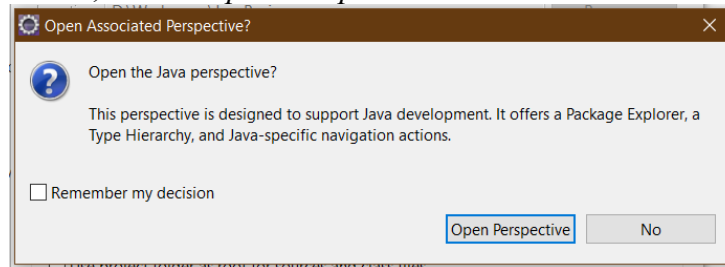 Open Associated Perspective?
Open the Java perspective?
This perspective is designed to support Java development. It offers a Package Explorer, a
Type Hierarchy, and Java-specific navigation actions.
Remember my decision
Open Perspective
No